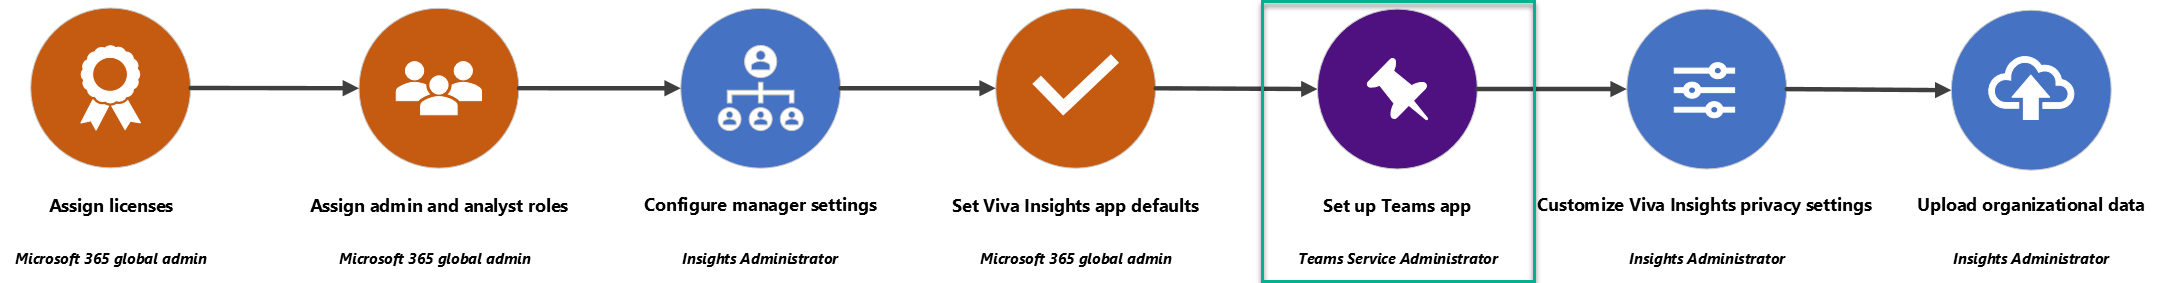 Assign licenses
Microsoft 365 global admin
Assign admin and analyst roles
Microsoft 365 global admin
Configure manager settings
Insights Administrator
Set Viva Insights app defaults
Microsoft 365 global admin
Set up Teams app
Teams Service Administrator
Customize Viva Insights privacy settings
Insights Administrator
Upload organizational data
Insights Administrator